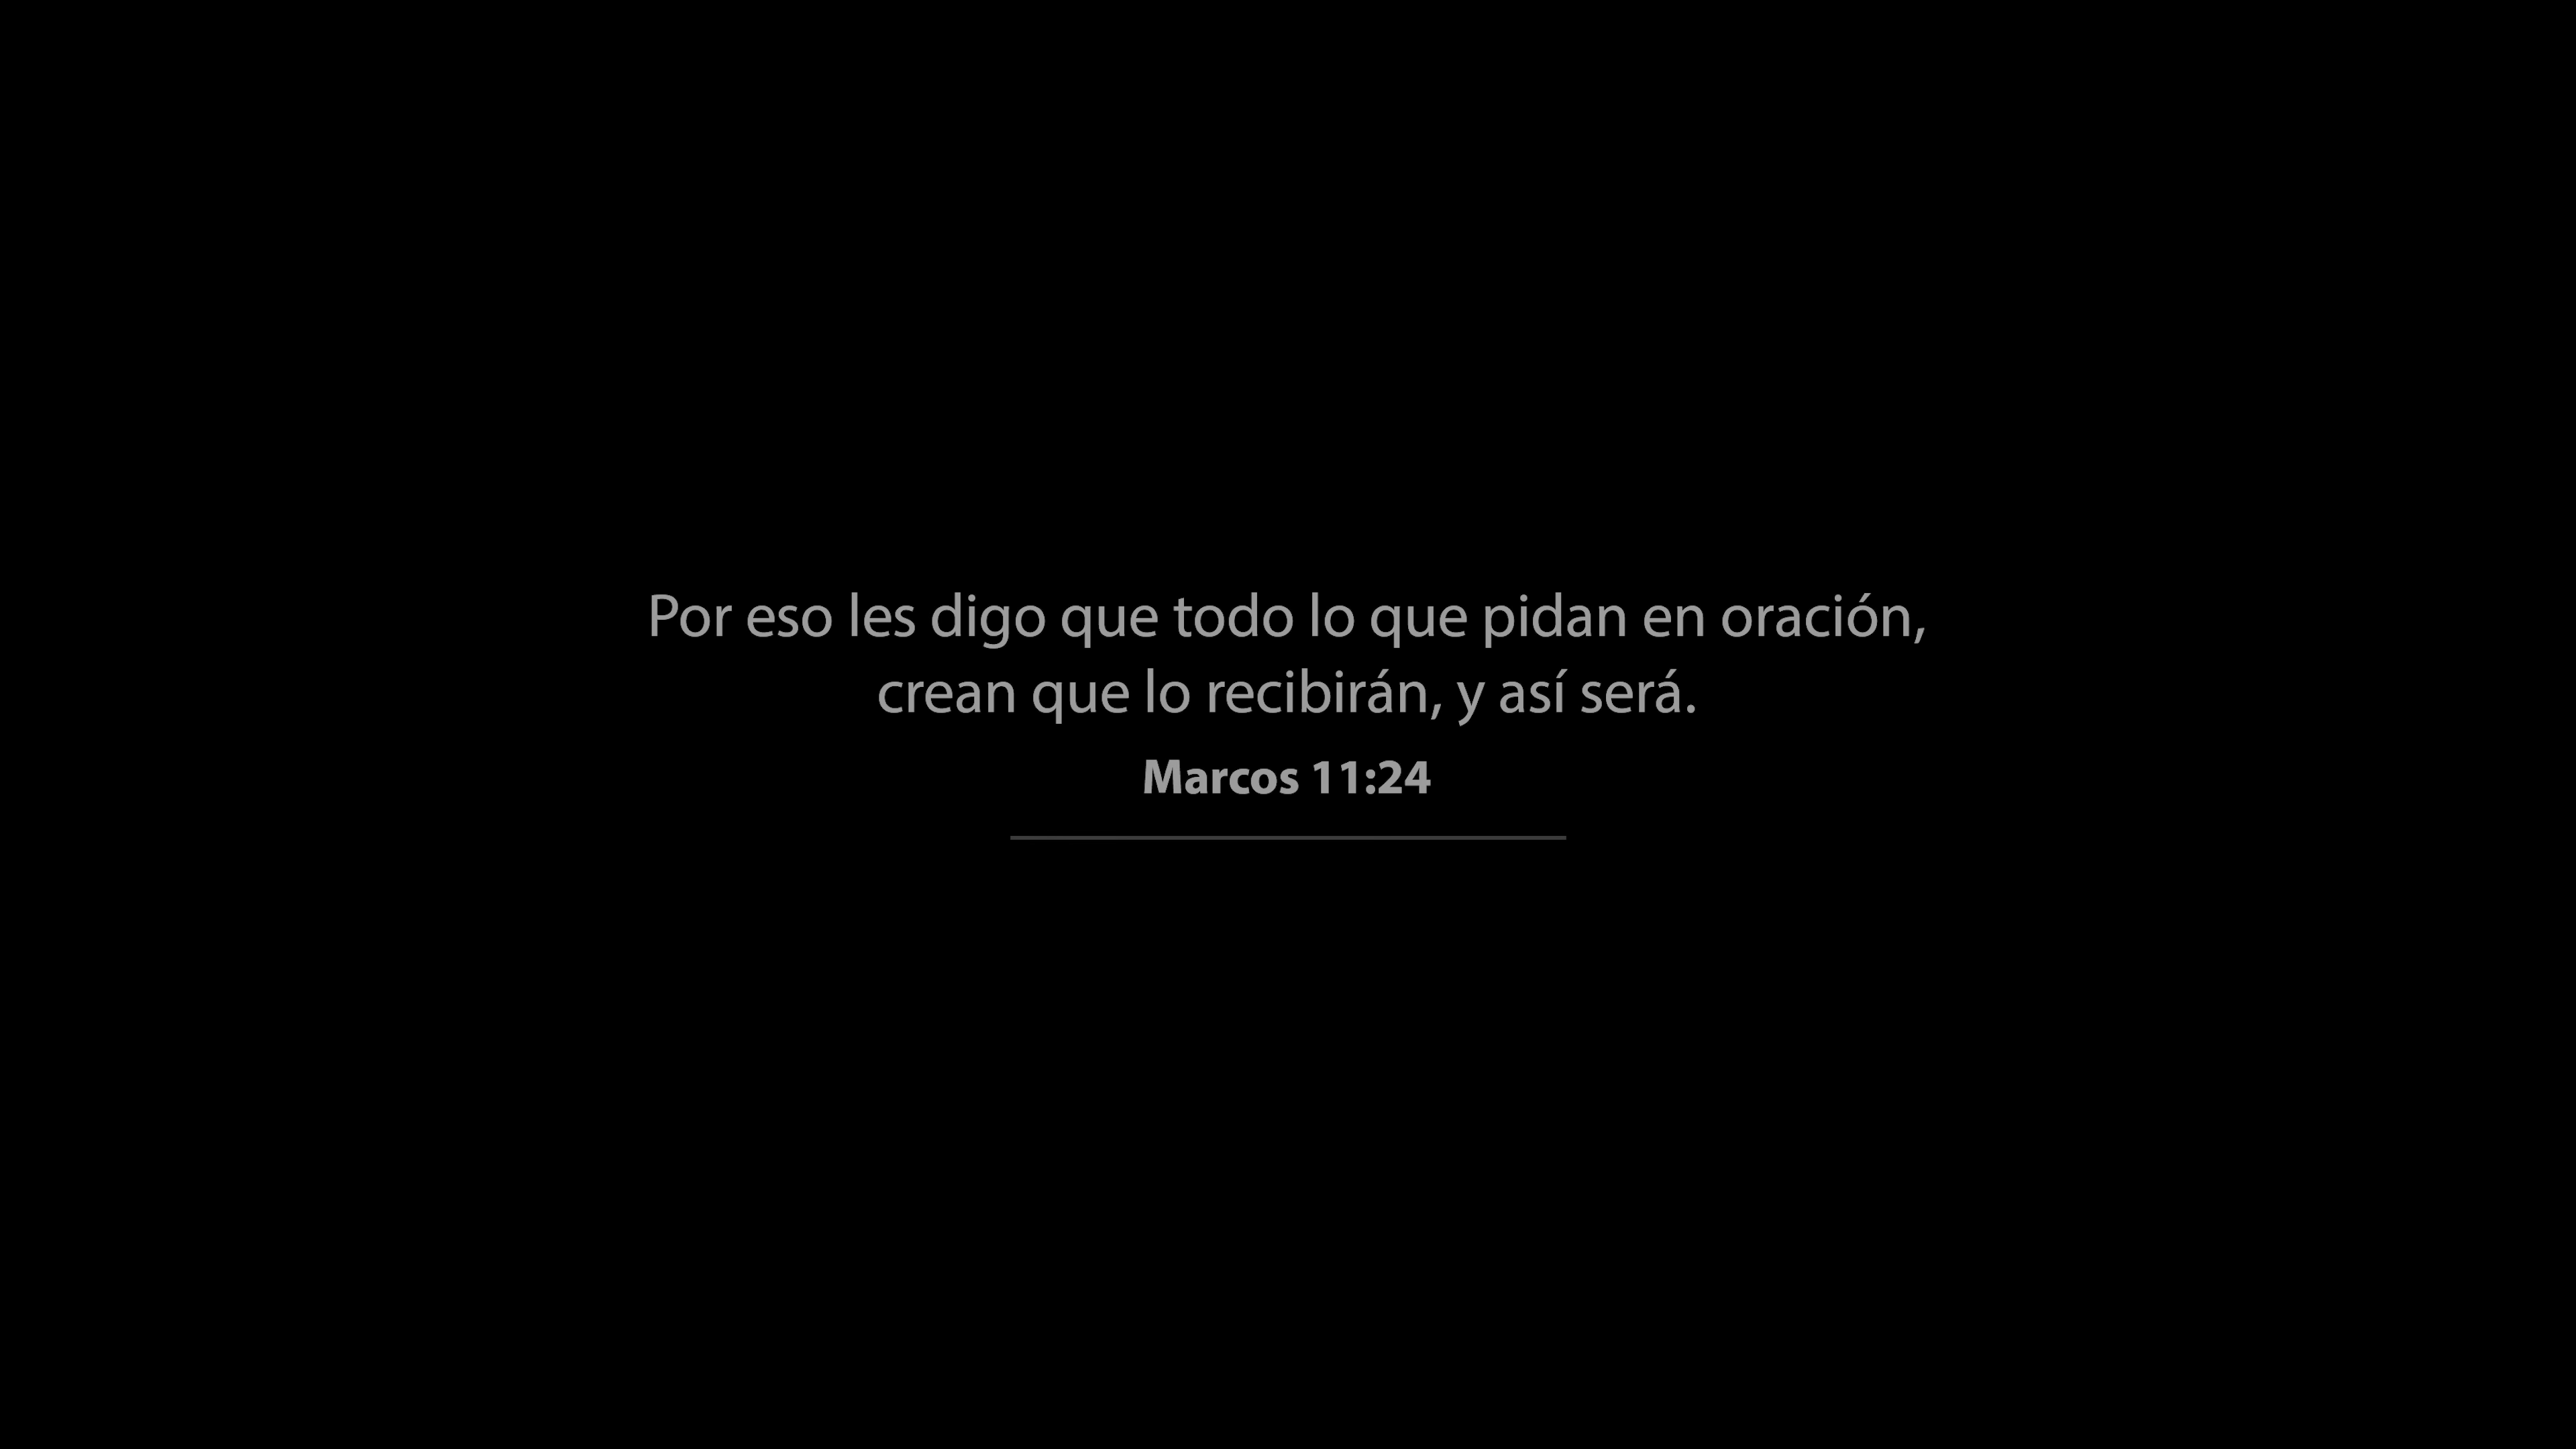 Por eso les digo que todo lo que pidan en oración,
crean que lo recibirán, y así será.
Marcos 11:24